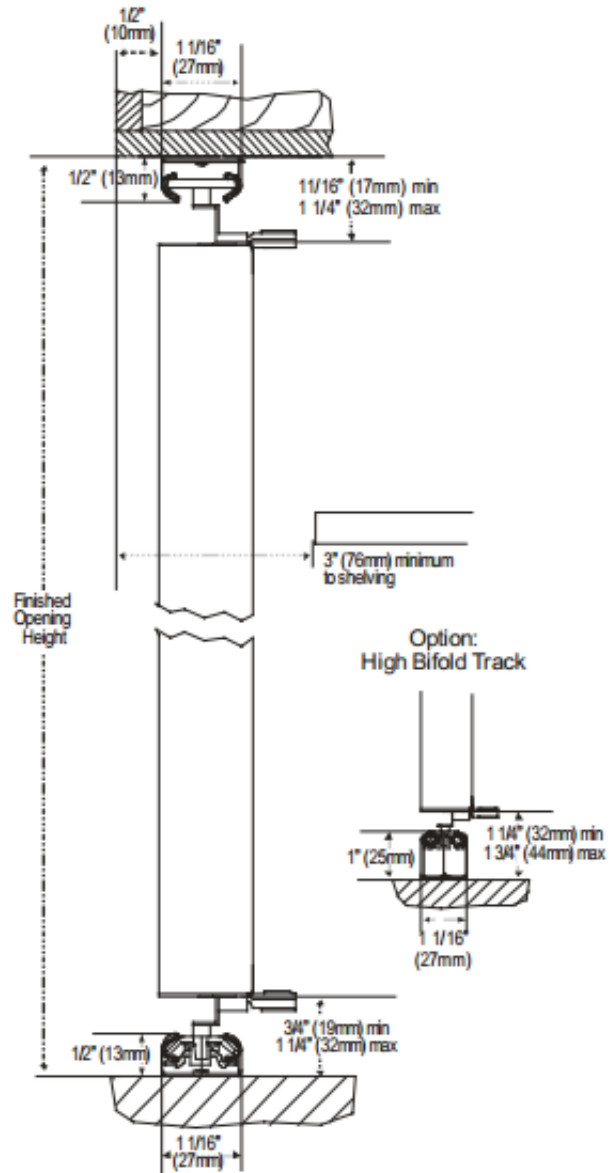 1/2"
(10mm)
1 1/16"
(27mm)
1/2" (13mm)
11/16" (17mm) min
1 1/4" (32mm) max
3" (76mm) minimum
to shelving
Finished
Opening
Height
Option:
High Bifold Track
1" (25mm)
1 1/4" (32mm) min
1 3/4" (44mm) max
1 1/16"
(27mm)
1/2" (13mm)
3/4" (19mm) min
1 1/4" (32mm) max
1 1/16"
(27mm)